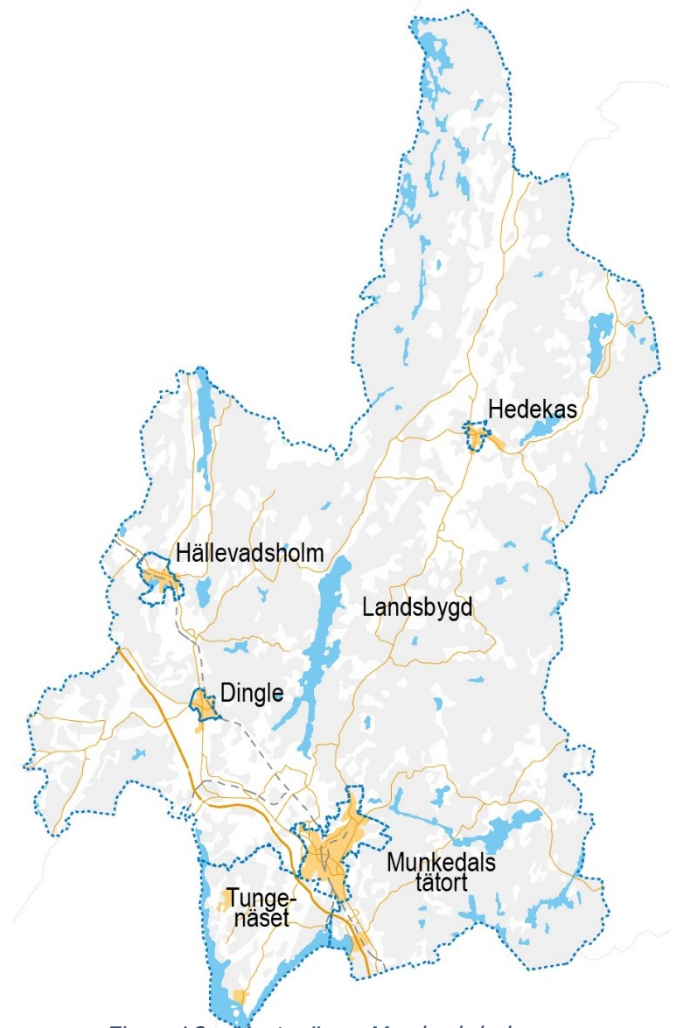 Hedekas
Hällevadsholm
Landsbygd
Dingle
Munkedals
tätort
Tunge-
näset